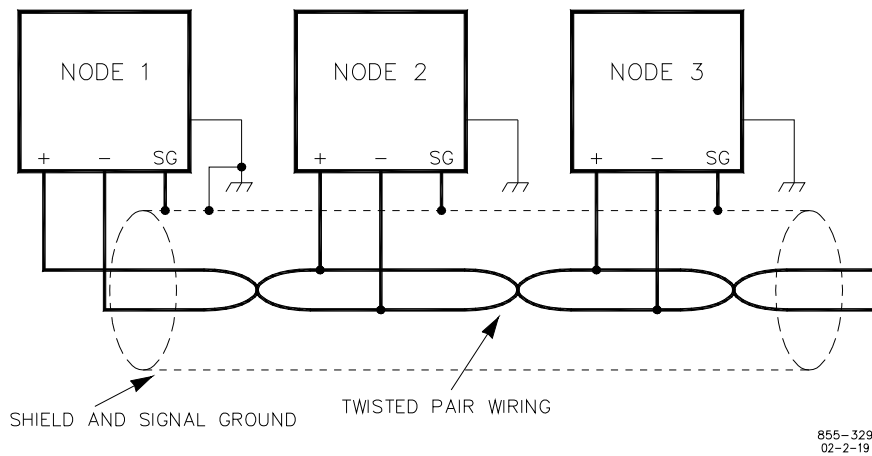 NODE 1
NODE 2
NODE 3
+ − SG
+ − SG
+ − SG
SHIELD AND SIGNAL GROUND
TWISTED PAIR WIRING
855−329
02−2−19